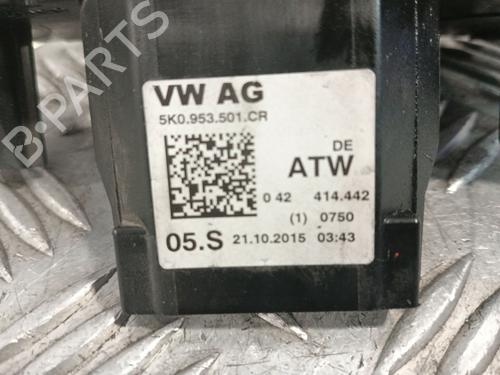 VW AG
5K0.953.501.CR
DE
ATW
0 42 414.442
(1) 0750
05.S 21.10.2015 03:43
B-Parts